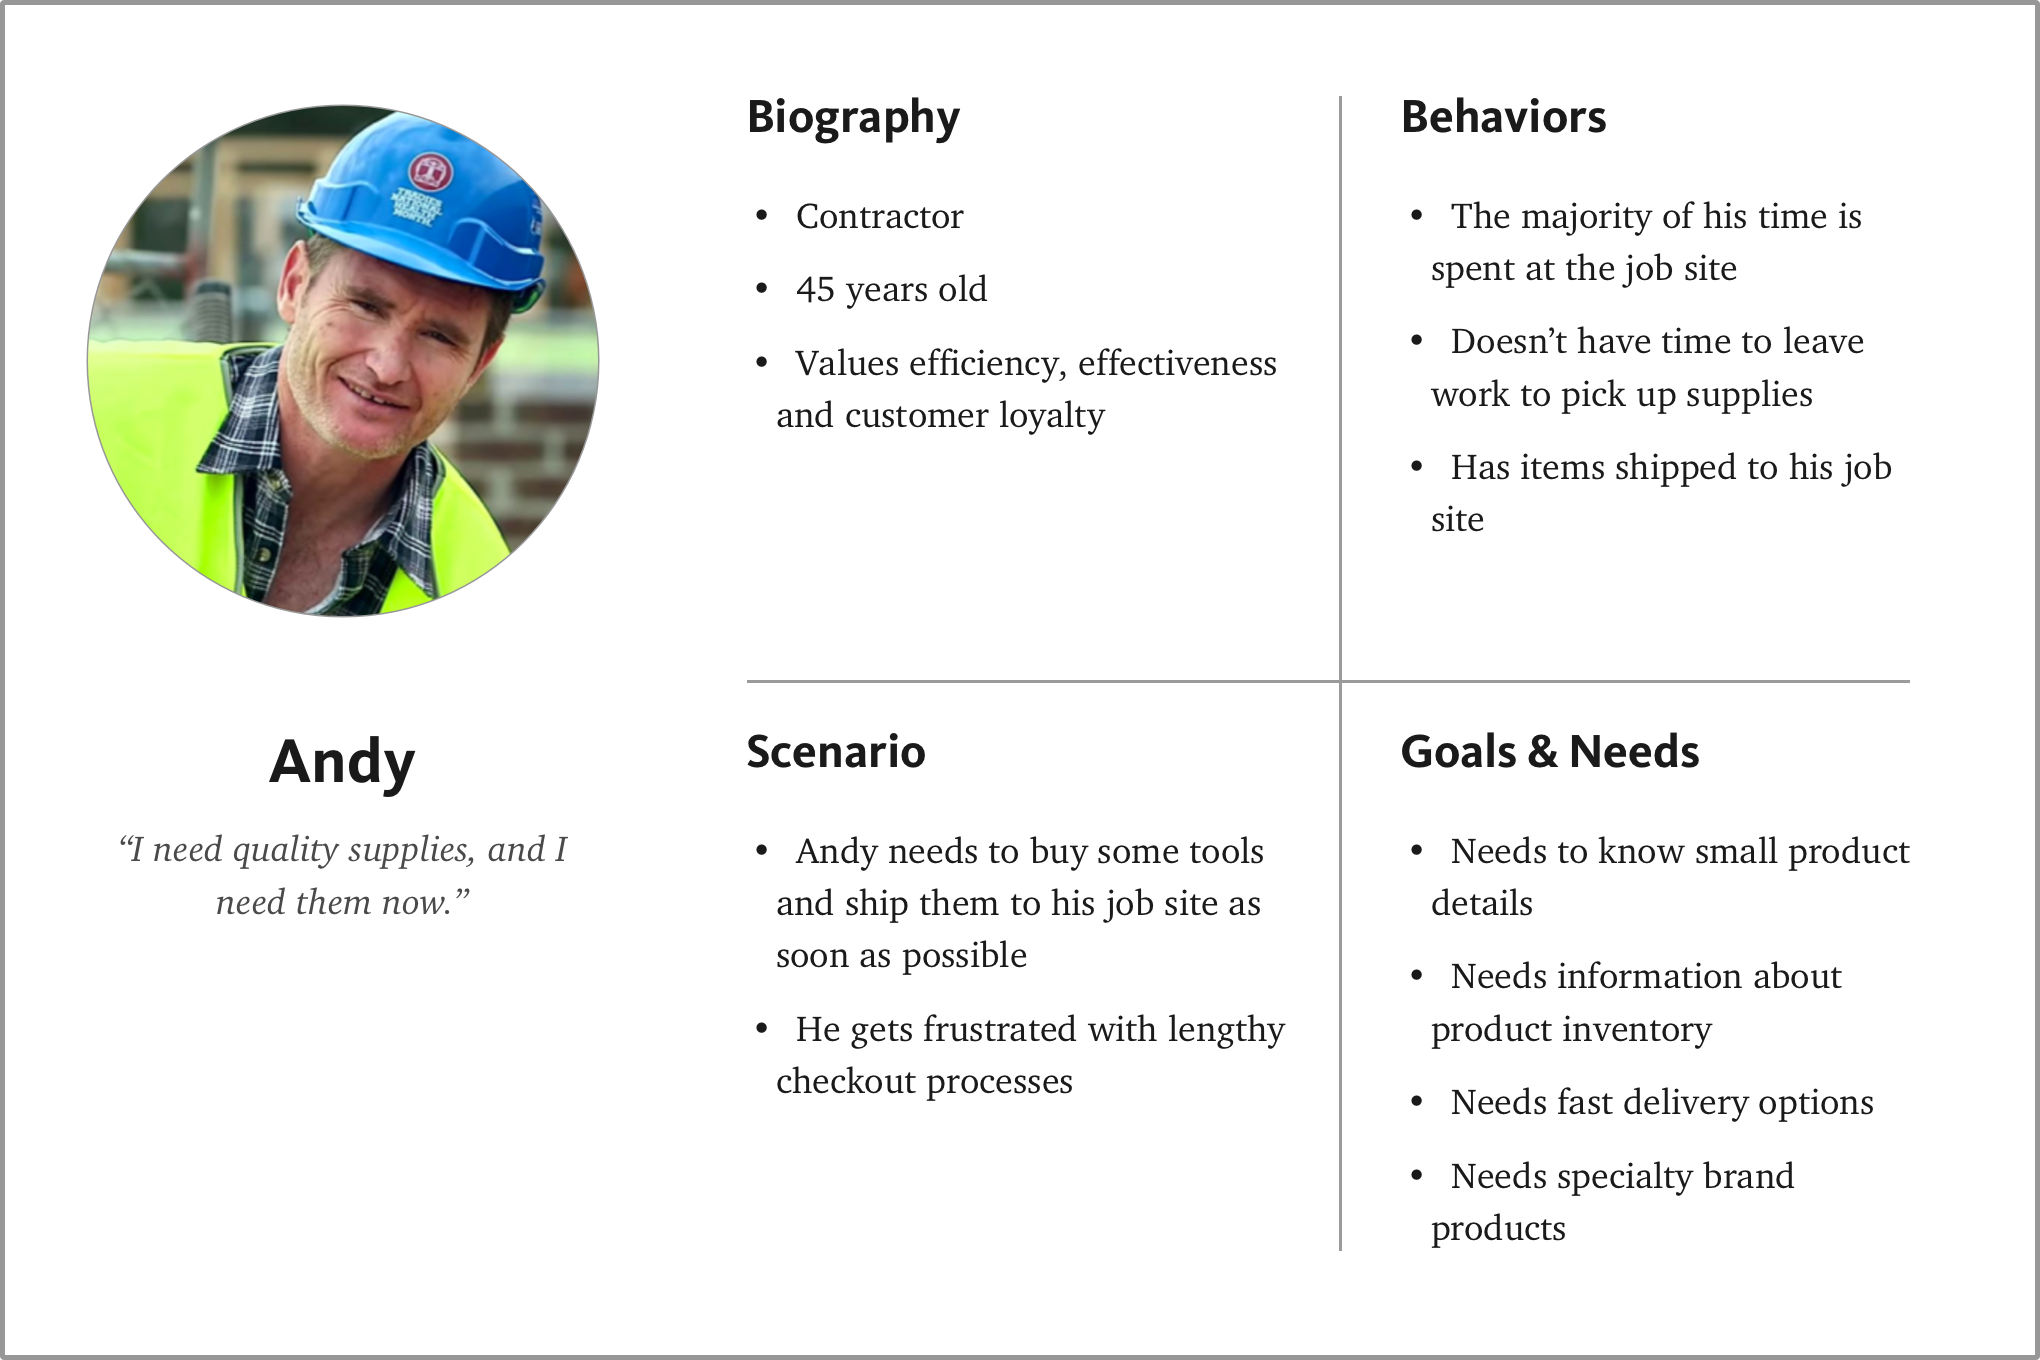 Biography
• Contractor
• 45 years old
• Values efficiency, effectiveness
and customer loyalty
Behaviors
• The majority of his time is
spent at the job site
• Doesn’t have time to leave
work to pick up supplies
• Has items shipped to his job
site
TRADIES
NATIONAL
HEALTH
MONTH
Andy
“I need quality supplies, and I
need them now.”
Scenario
• Andy needs to buy some tools
and ship them to his job site as
soon as possible
• He gets frustrated with lengthy
checkout processes
Goals & Needs
• Needs to know small product
details
• Needs information about
product inventory
• Needs fast delivery options
• Needs specialty brand
products